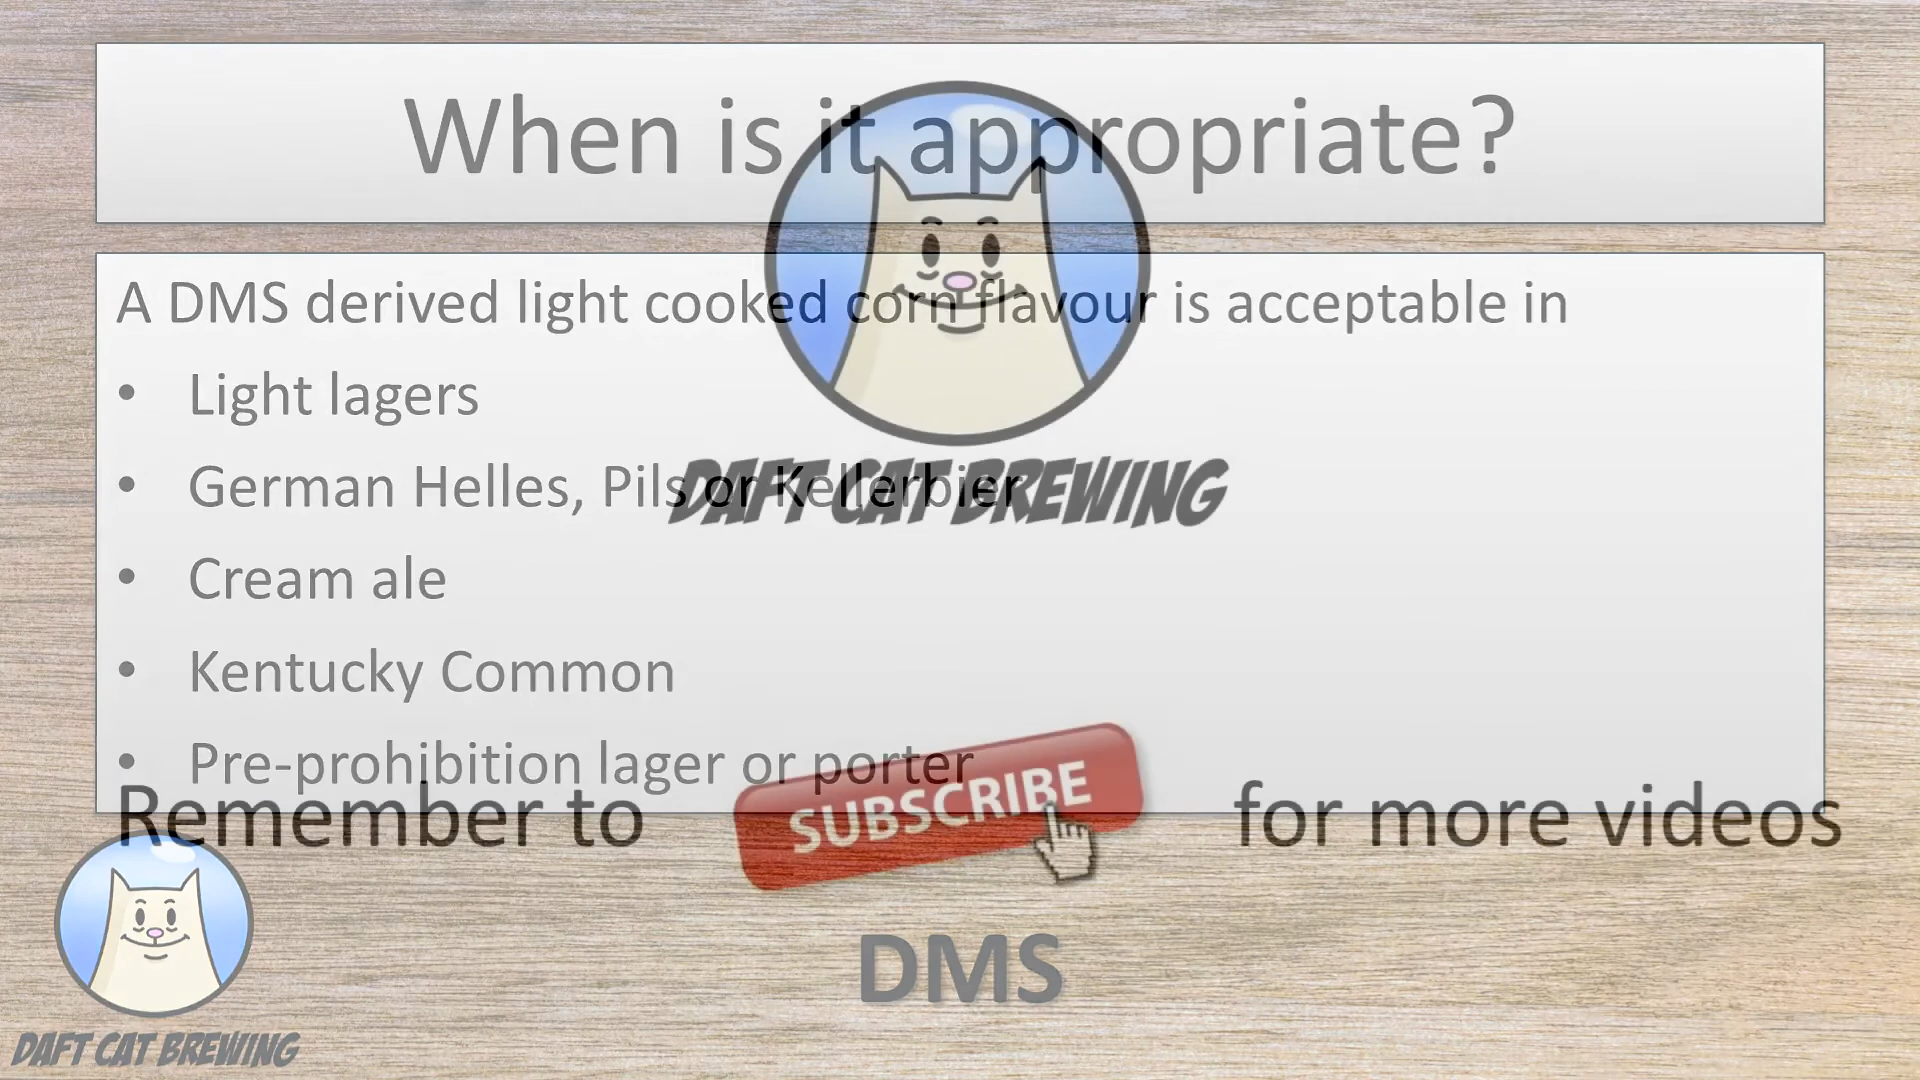 When is it appropriate?
A DMS derived light cooked corn flavour is acceptable in
• Light lagers
• German Helles, Pils or Kellerbier
DAFT CAT BREWING
• Cream ale
• Kentucky Common
• Pre-prohibition lager or porter
Remember to SUBSCRIBE for more videos
DMS
DAFT CAT BREWING